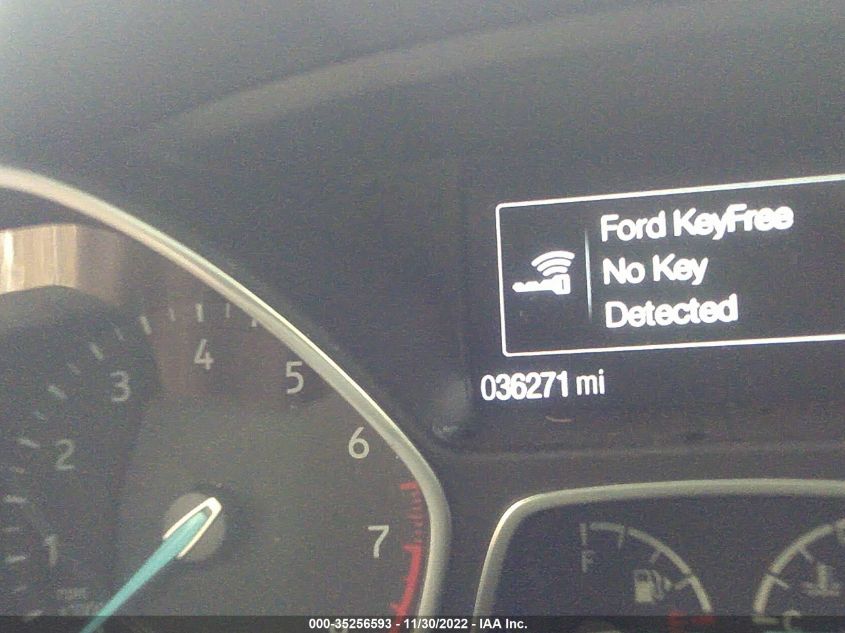 Ford KeyFree
No Key
Detected
036271 mi
1
2
3
4
5
6
7
F
E
C
000-35256593 - 11/30/2022 - IAA Inc.